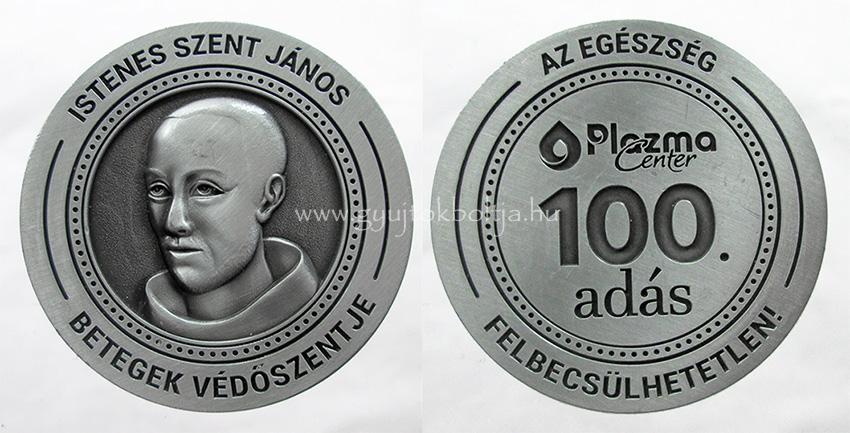 ISTENES SZENT JÁNOS
BETEGEK VÉDŐSZENTJE
AZ EGÉSZSÉG
Plazma
Center
100.
adás
FELBECSÜLHETETLEN!
www.gyujtokboltja.hu